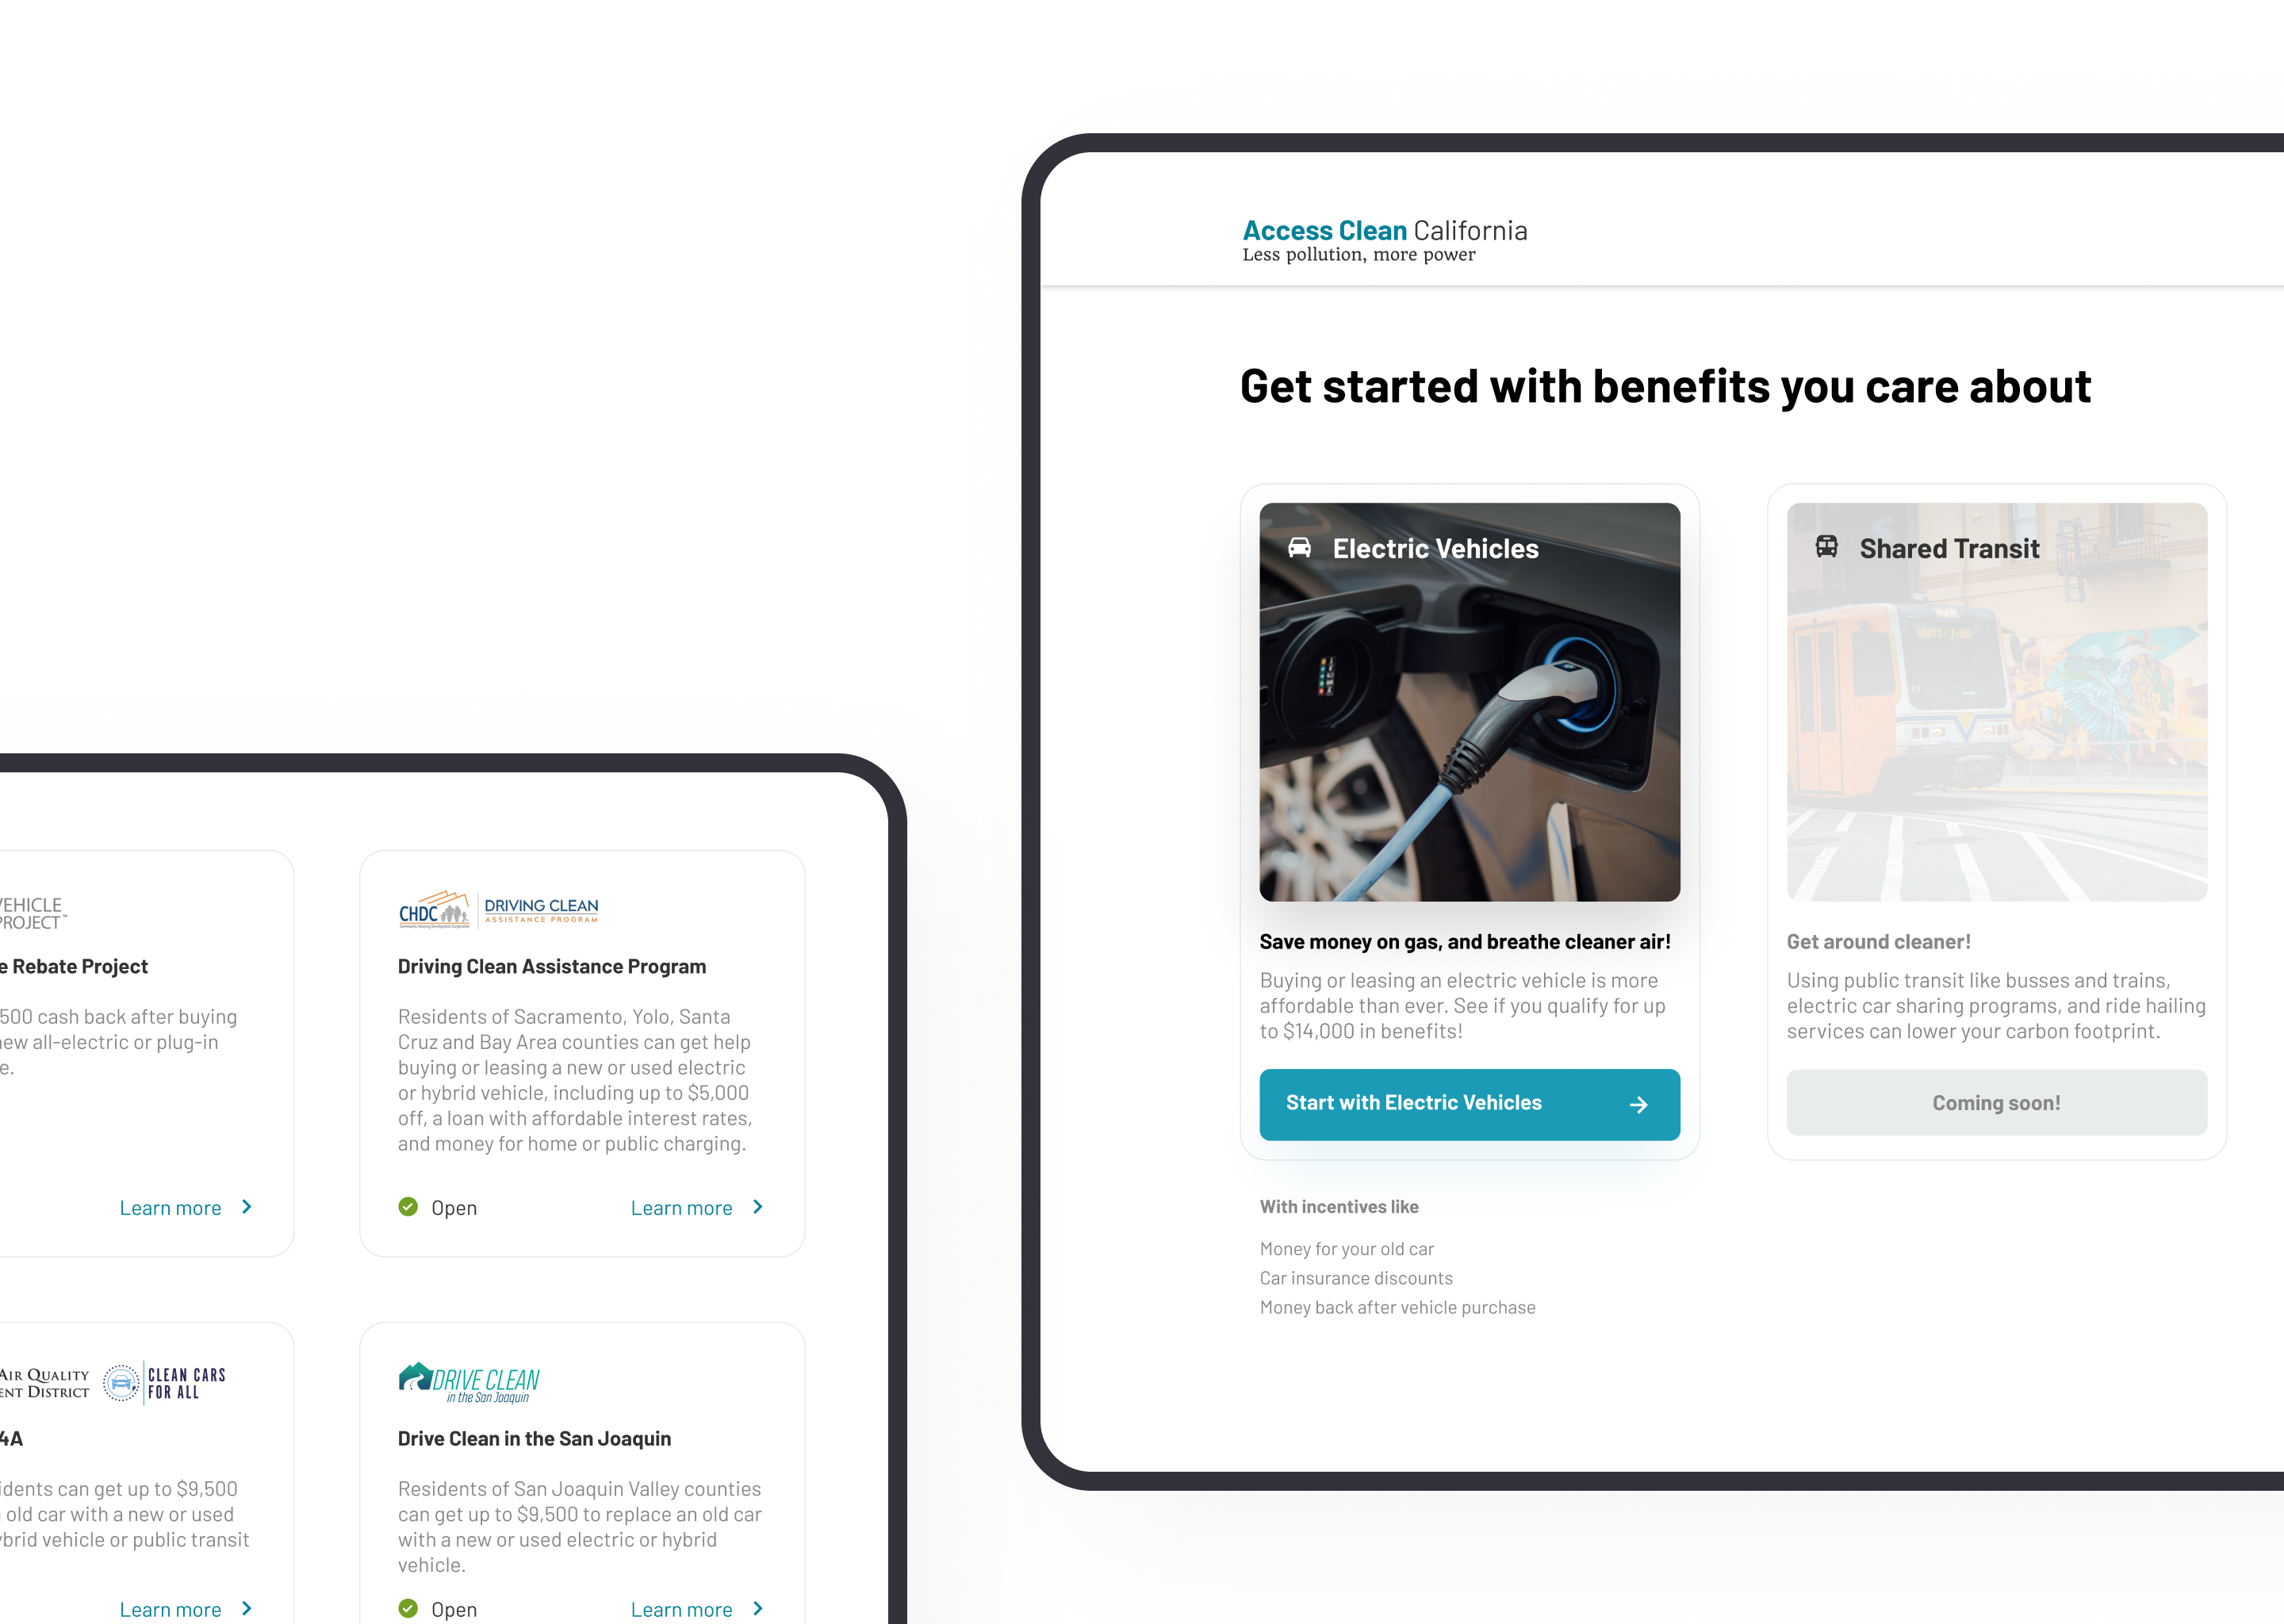 Access Clean California
Less pollution, more power
Get started with benefits you care about
Electric Vehicles
Save money on gas, and breathe cleaner air!
Buying or leasing an electric vehicle is more
affordable than ever. See if you qualify for up
to $14,000 in benefits!
Start with Electric Vehicles
With incentives like
Money for your old car
Car insurance discounts
Money back after vehicle purchase
Shared Transit
Watt/I-80
Get around cleaner!
Using public transit like busses and trains,
electric car sharing programs, and ride hailing
services can lower your carbon footprint.
Coming soon!
VEHICLE
PROJECT™
e Rebate Project
500 cash back after buying
new all-electric or plug-in
e.
Learn more
CHDC
Community Housing Development Corporation
DRIVING CLEAN
ASSISTANCE PROGRAM
Driving Clean Assistance Program
Residents of Sacramento, Yolo, Santa
Cruz and Bay Area counties can get help
buying or leasing a new or used electric
or hybrid vehicle, including up to $5,000
off, a loan with affordable interest rates,
and money for home or public charging.
Open
Learn more
AIR QUALITY
ENT DISTRICT
CLEAN CARS
FOR ALL
4A
idents can get up to $9,500
old car with a new or used
ybrid vehicle or public transit
Learn more
DRIVE CLEAN
in the San Joaquin
Drive Clean in the San Joaquin
Residents of San Joaquin Valley counties
can get up to $9,500 to replace an old car
with a new or used electric or hybrid
vehicle.
Open
Learn more